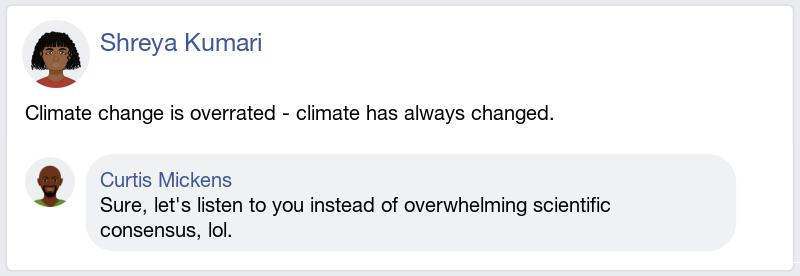 Shreya Kumari
Climate change is overrated - climate has always changed.
Curtis Mickens
Sure, let's listen to you instead of overwhelming scientific
consensus, lol.